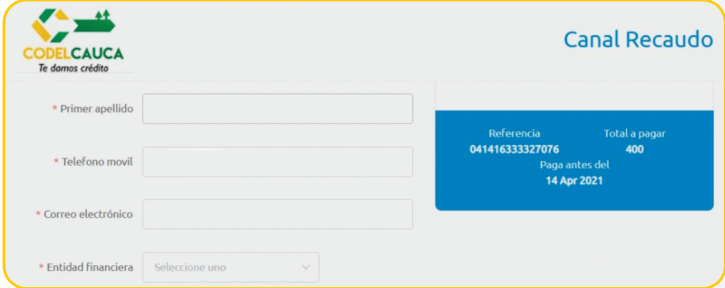 CODELCAUCA
Te damos crédito
Canal Recaudo
* Primer apellido
* Telefono movil
* Correo electrónico
* Entidad financiera
Seleccione uno
Referencia
Total a pagar
041416333327076
400
Paga antes del
14 Apr 2021